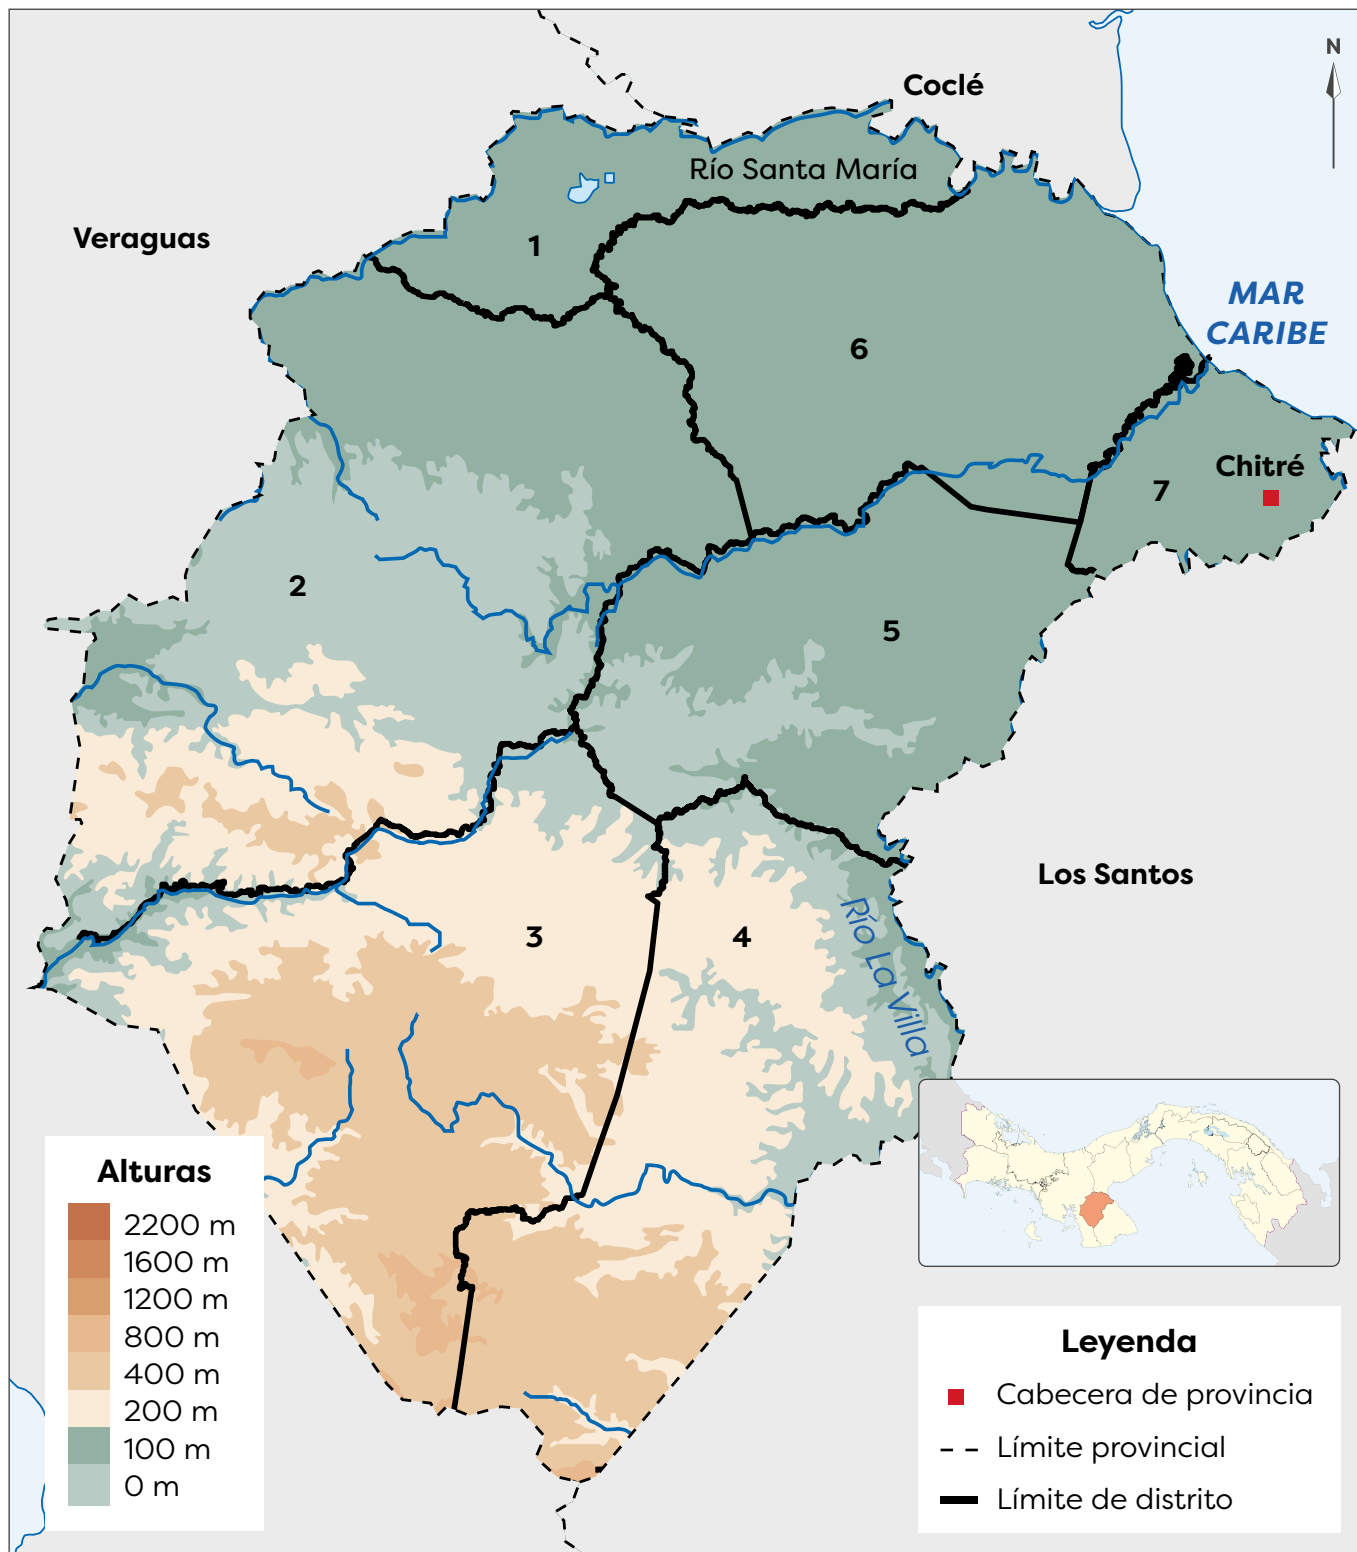 N
Coclé
Río Santa María
Veraguas
1
MAR
CARIBE
6
Chitré
7
2
5
Los Santos
3
4
Río La Villa
Alturas
2200 m
1600 m
1200 m
800 m
400 m
200 m
100 m
0 m
Leyenda
Cabecera de provincia
Límite provincial
Límite de distrito